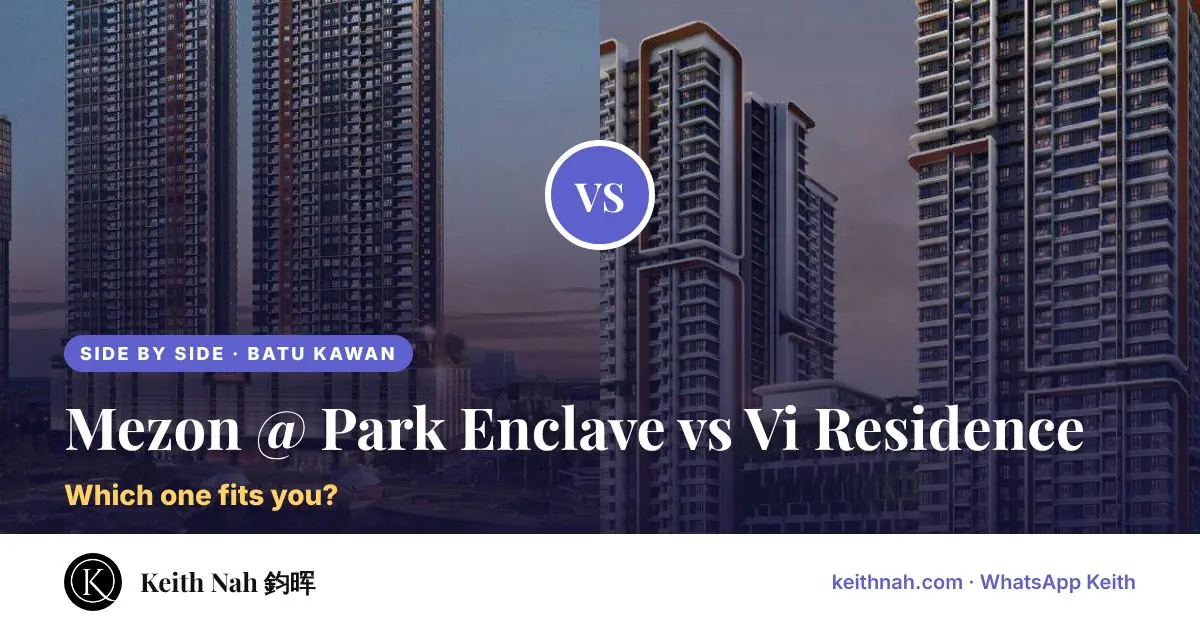 VS
SIDE BY SIDE · BATU KAWAN
Mezon @ Park Enclave vs Vi Residence
Which one fits you?
K
Keith Nah 鈞晖
keithnah.com · WhatsApp Keith